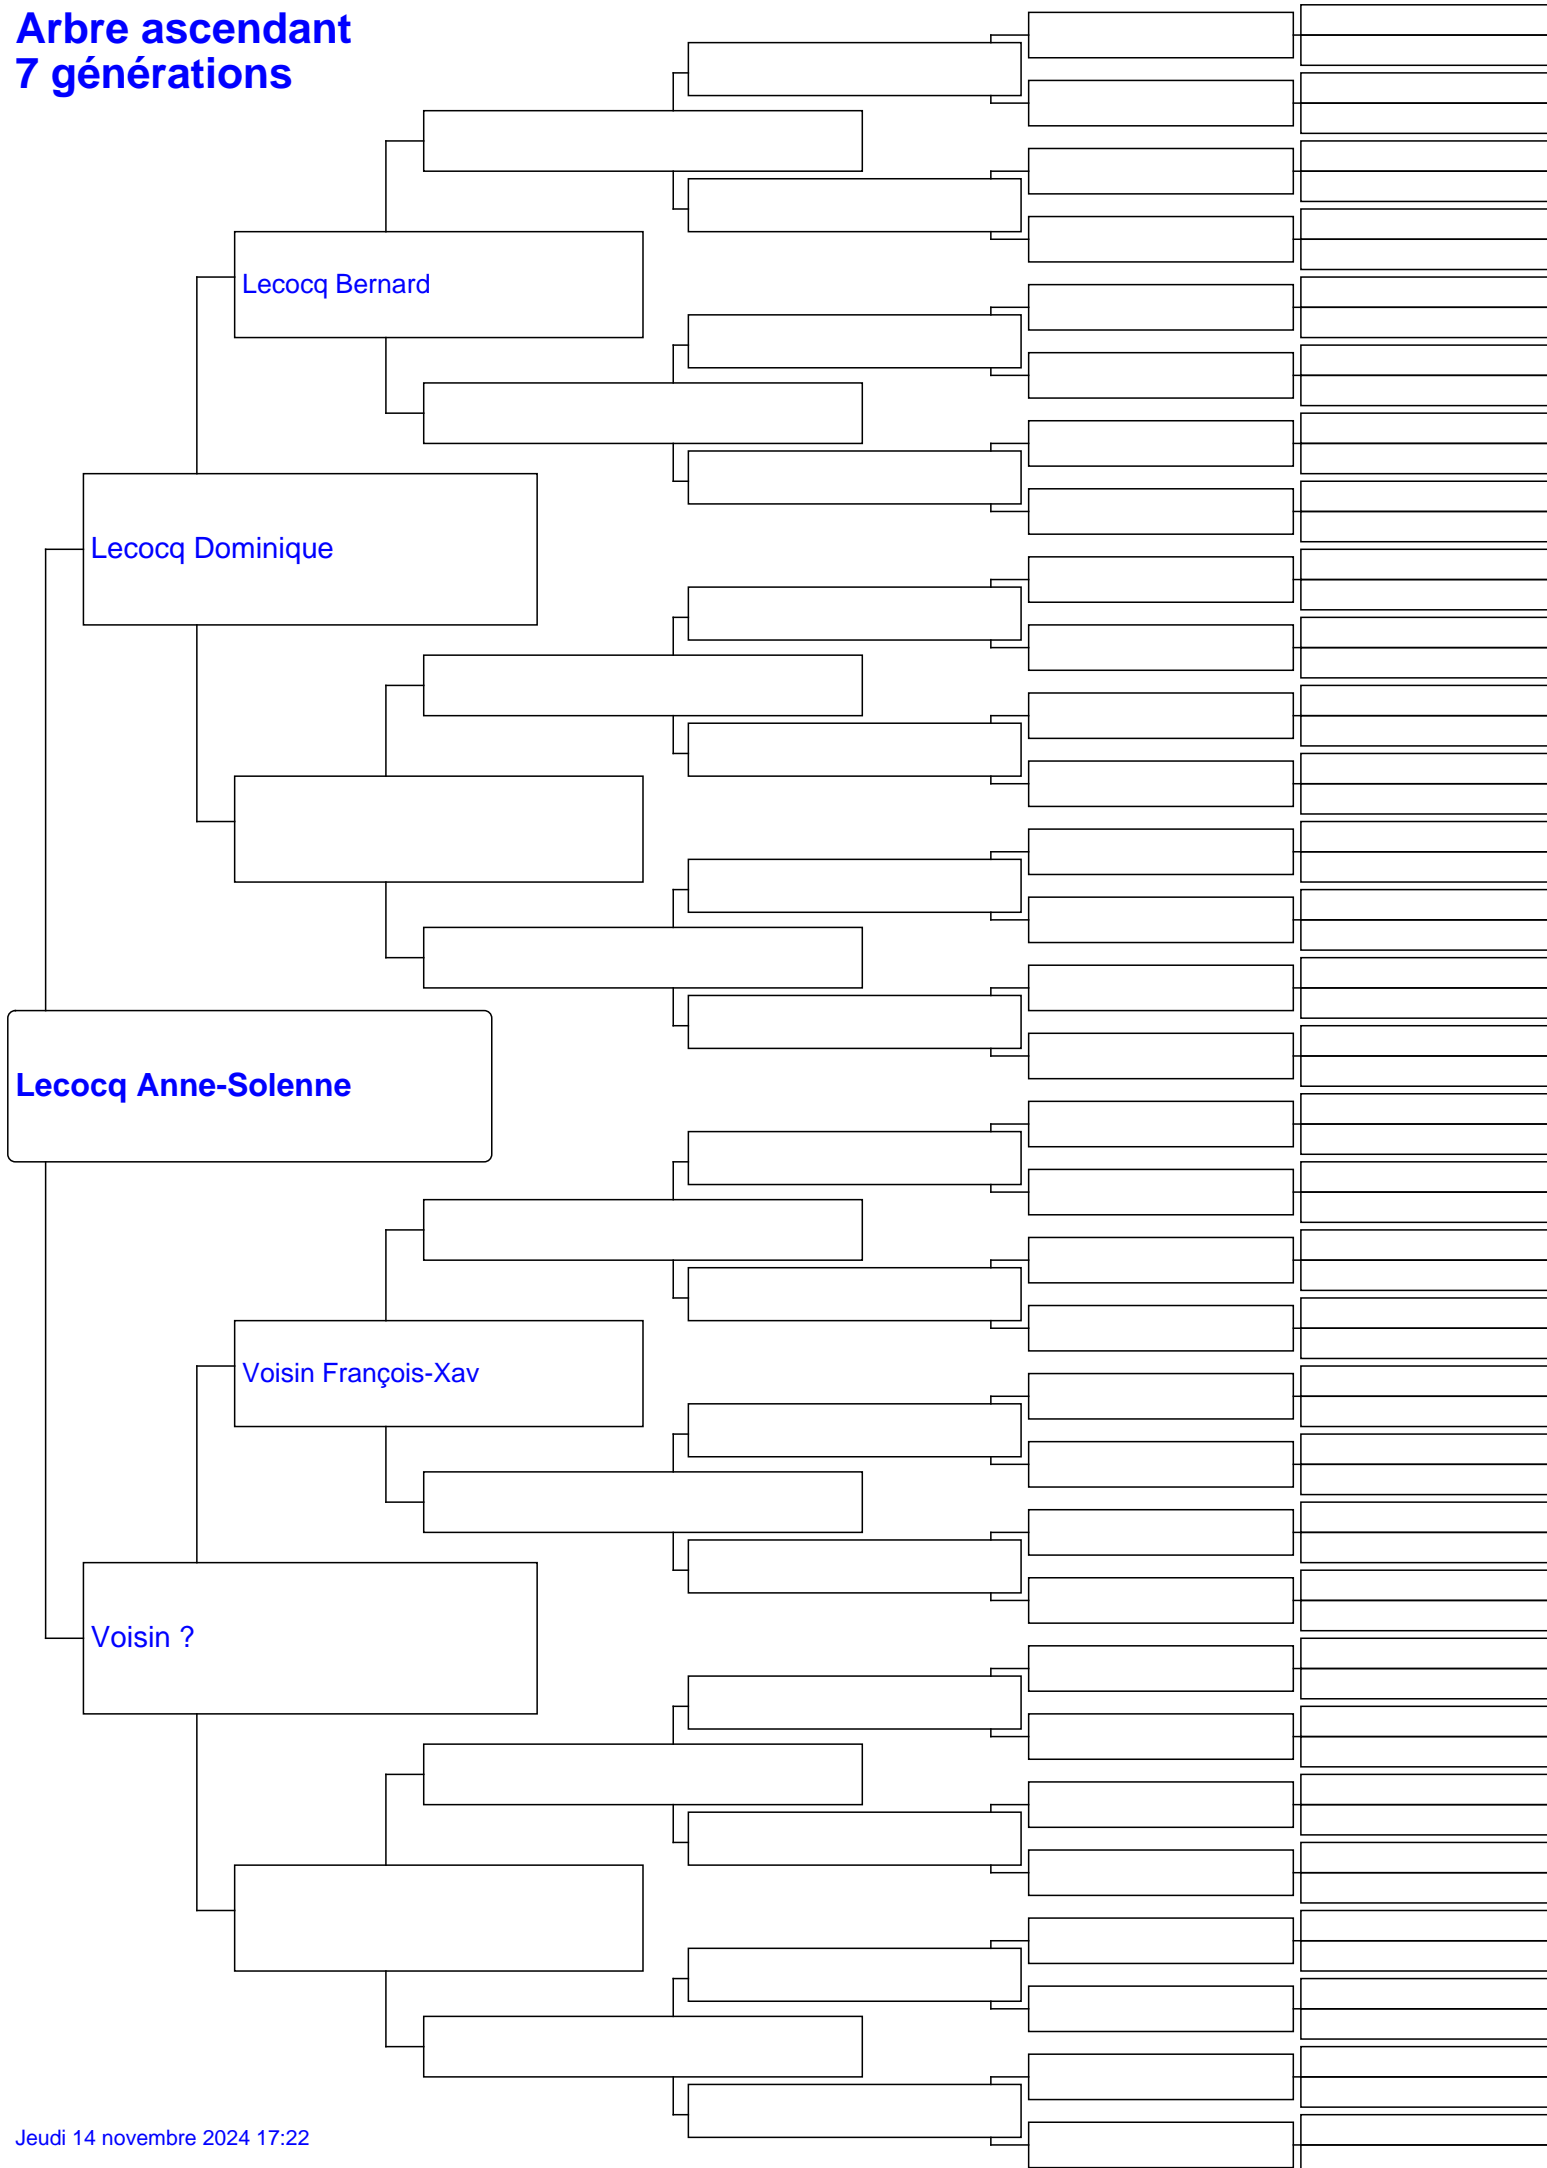 Arbre ascendant
7 générations
Lecocq Bernard
Lecocq Dominique
Lecocq Anne-Solenne
Voisin François-Xav
Voisin ?
Jeudi 14 novembre 2024 17:22